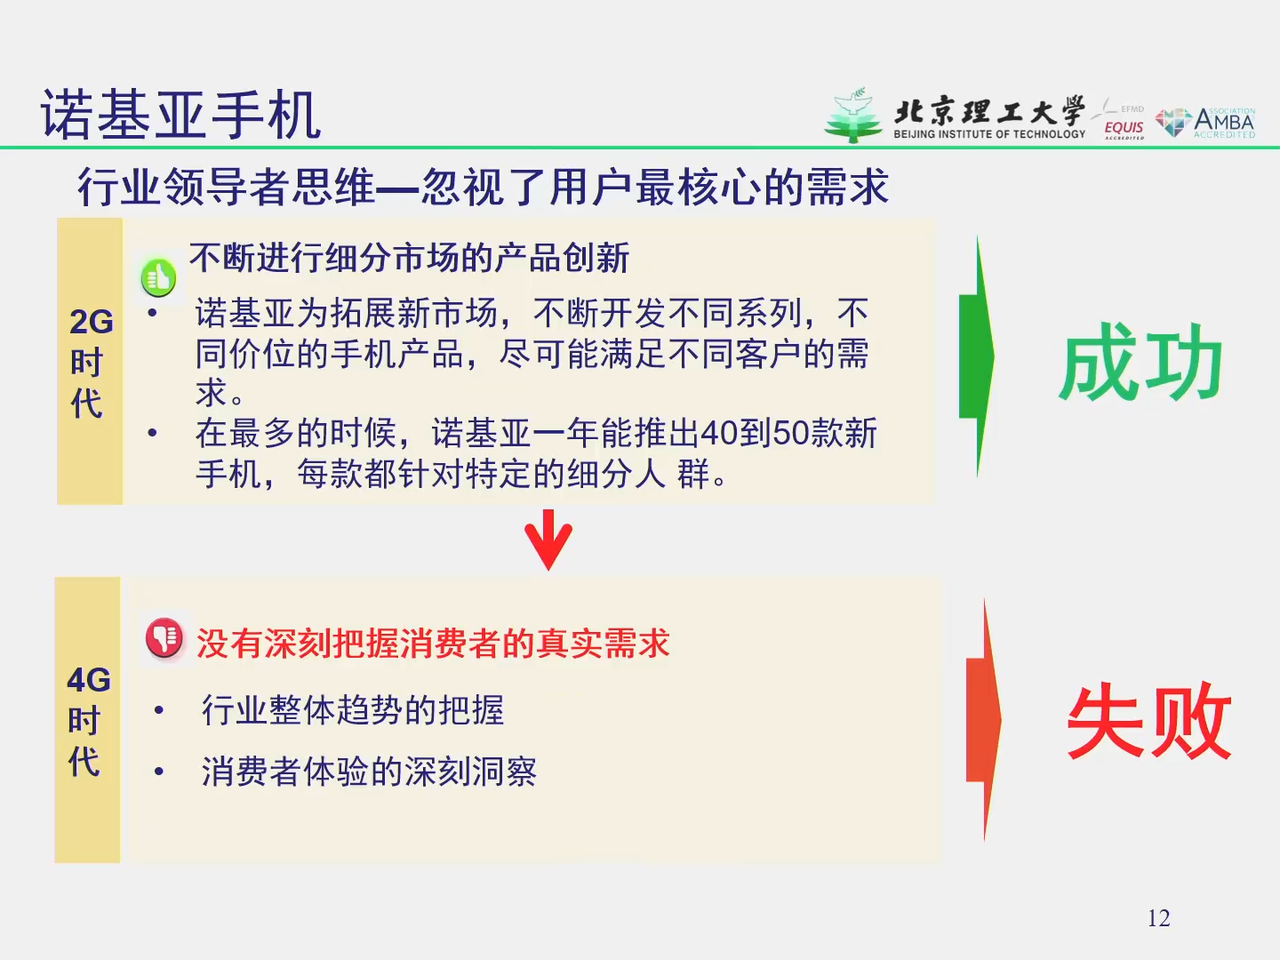 诺基亚手机
北京理工大学
BEIJING INSTITUTE OF TECHNOLOGY
EFMD
EQUIS
ACCREDITED
ASSOCIATION
AMBA
ACCREDITED
行业领导者思维—忽视了用户最核心的需求
2G
时
代
不断进行细分市场的产品创新
• 诺基亚为拓展新市场，不断开发不同系列，不
同价位的手机产品，尽可能满足不同客户的需
求。
• 在最多的时候，诺基亚一年能推出40到50款新
手机，每款都针对特定的细分人 群。
成功
4G
时
代
没有深刻把握消费者的真实需求
• 行业整体趋势的把握
• 消费者体验的深刻洞察
失败
12